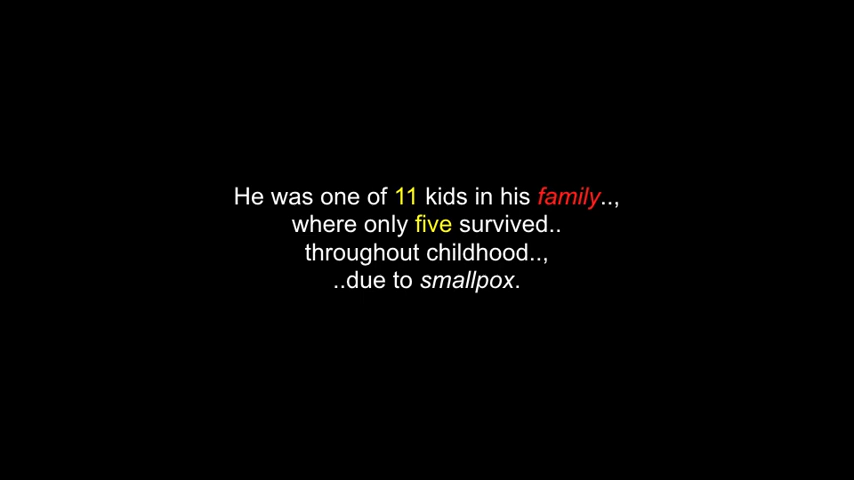 He was one of 11 kids in his family..,
where only five survived..
throughout childhood..,
..due to smallpox.